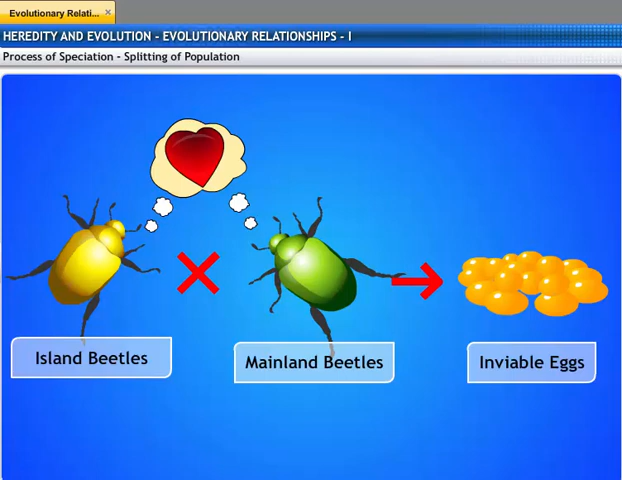 Evolutionary Relati...
HEREDITY AND EVOLUTION - EVOLUTIONARY RELATIONSHIPS - I
Process of Speciation - Splitting of Population
Island Beetles
Mainland Beetles
Inviable Eggs